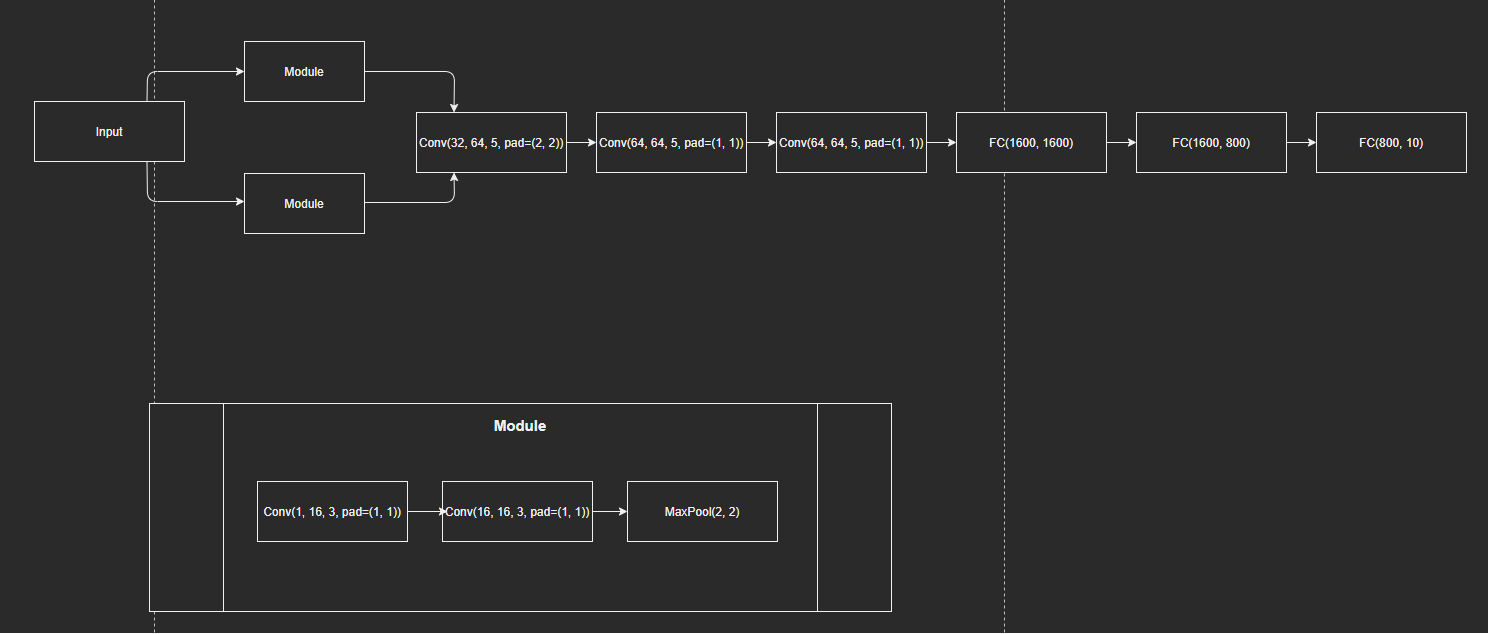 Module
Input
Conv(32, 64, 5, pad=(2, 2))
Conv(64, 64, 5, pad=(1, 1))
Conv(64, 64, 5, pad=(1, 1))
FC(1600, 1600)
FC(1600, 800)
FC(800, 10)
Module
Module
Conv(1, 16, 3, pad=(1, 1))
Conv(16, 16, 3, pad=(1, 1))
MaxPool(2, 2)